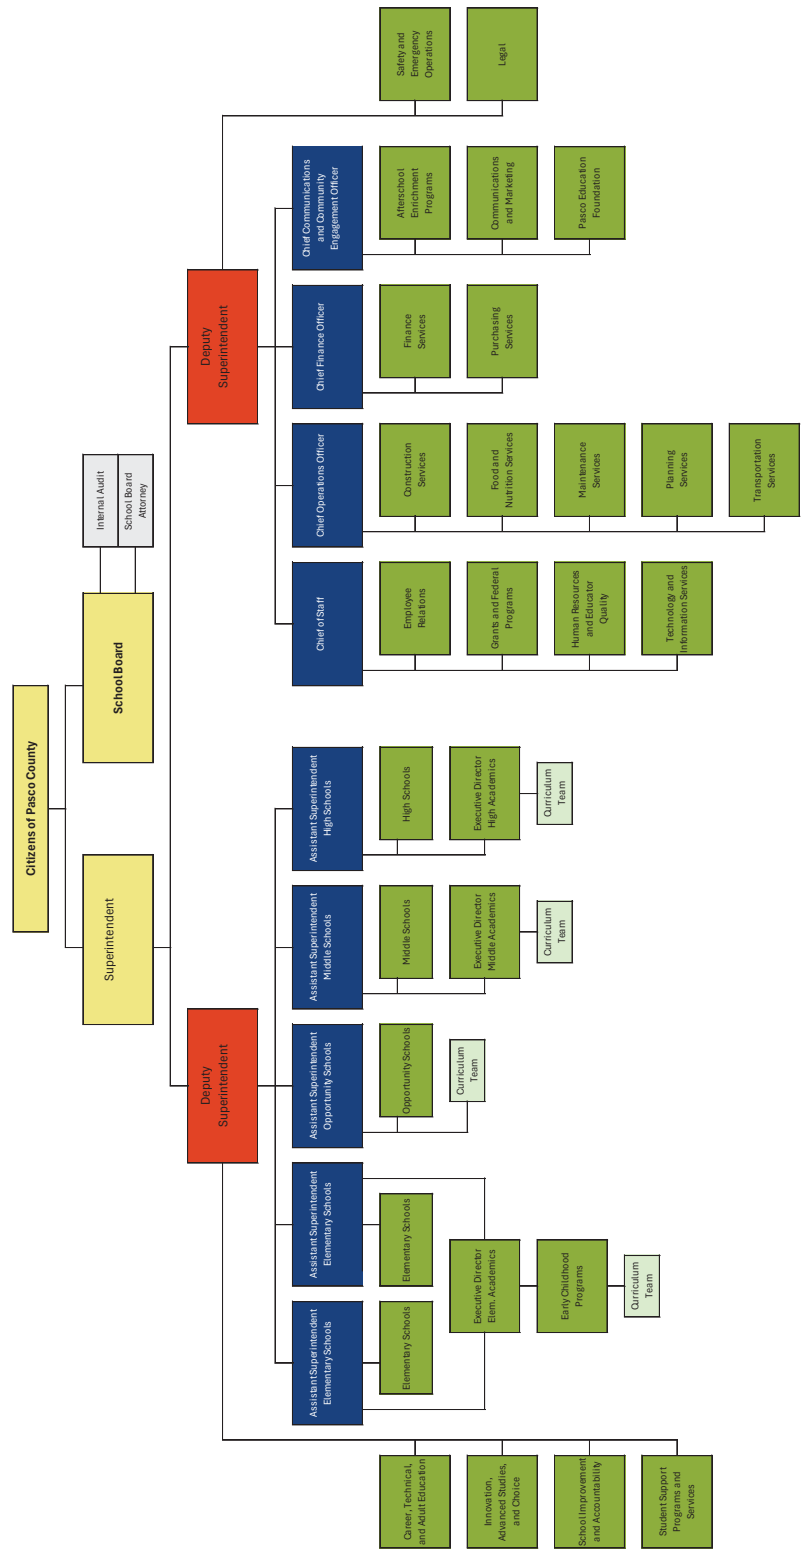 Citizens of Pasco County
Superintendent
School Board
Internal Audit
School Board
Attorney
Deputy
Superintendent
Deputy
Superintendent
Assistant Superintendent
Elementary Schools
Assistant Superintendent
Elementary Schools
Assistant Superintendent
Opportunity Schools
Assistant Superintendent
Middle Schools
Assistant Superintendent
High Schools
Chief of Staff
Chief Operations Officer
Chief Finance Officer
Chief Communications
and Community
Engagement Officer
Career, Technical,
and Adult Education
Innovation,
Advanced Studies,
and Choice
School Improvement
and Accountability
Student Support
Programs and
Services
Elementary Schools
Elementary Schools
Executive Director
Elem. Academics
Early Childhood
Programs
Curriculum
Team
Opportunity Schools
Curriculum
Team
Middle Schools
Executive Director
Middle Academics
Curriculum
Team
High Schools
Executive Director
High Academics
Curriculum
Team
Employee
Relations
Grants and Federal
Programs
Human Resources
and Educator
Quality
Technology and
Information Services
Construction
Services
Food and
Nutrition Services
Maintenance
Services
Planning
Services
Transportation
Services
Finance
Services
Purchasing
Services
Afterschool
Enrichment
Programs
Communications
and Marketing
Pasco Education
Foundation
Safety and
Emergency
Operations
Legal